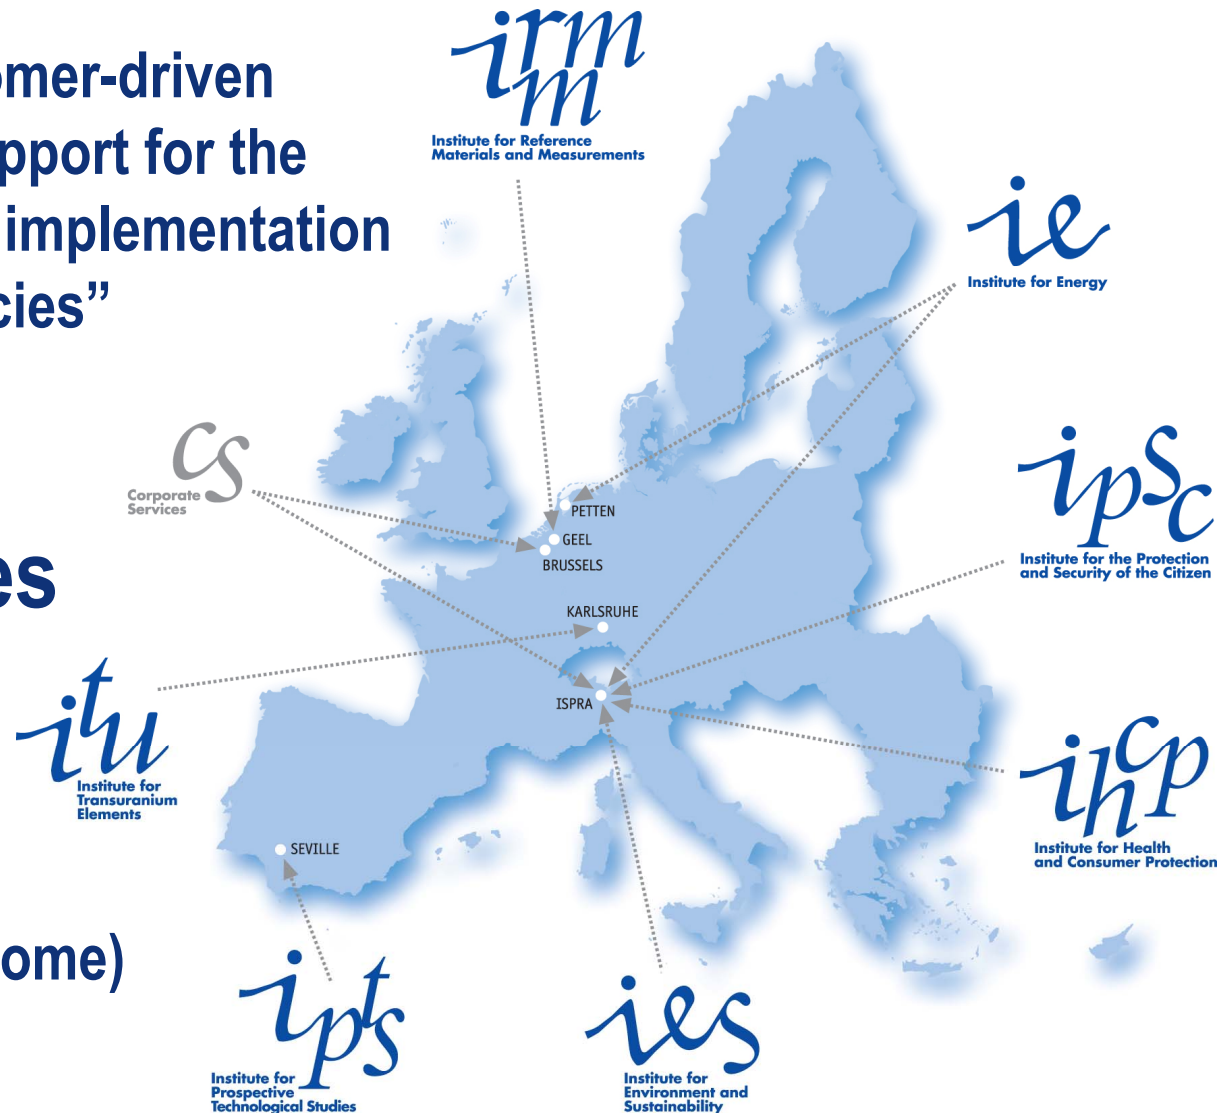 omer-driven
pport for the
implementation
cies”
es
ome)
irmm
Institute for Reference
Materials and Measurements
ie
Institute for Energy
cs
Corporate
Services
ipsc
Institute for the Protection
and Security of the Citizen
PETTEN
GEEL
BRUSSELS
KARLSRUHE
ISPRA
SEVILLE
itu
Institute for
Transuranium
Elements
ihcp
Institute for Health
and Consumer Protection
ipts
Institute for
Prospective
Technological Studies
ies
Institute for
Environment and
Sustainability